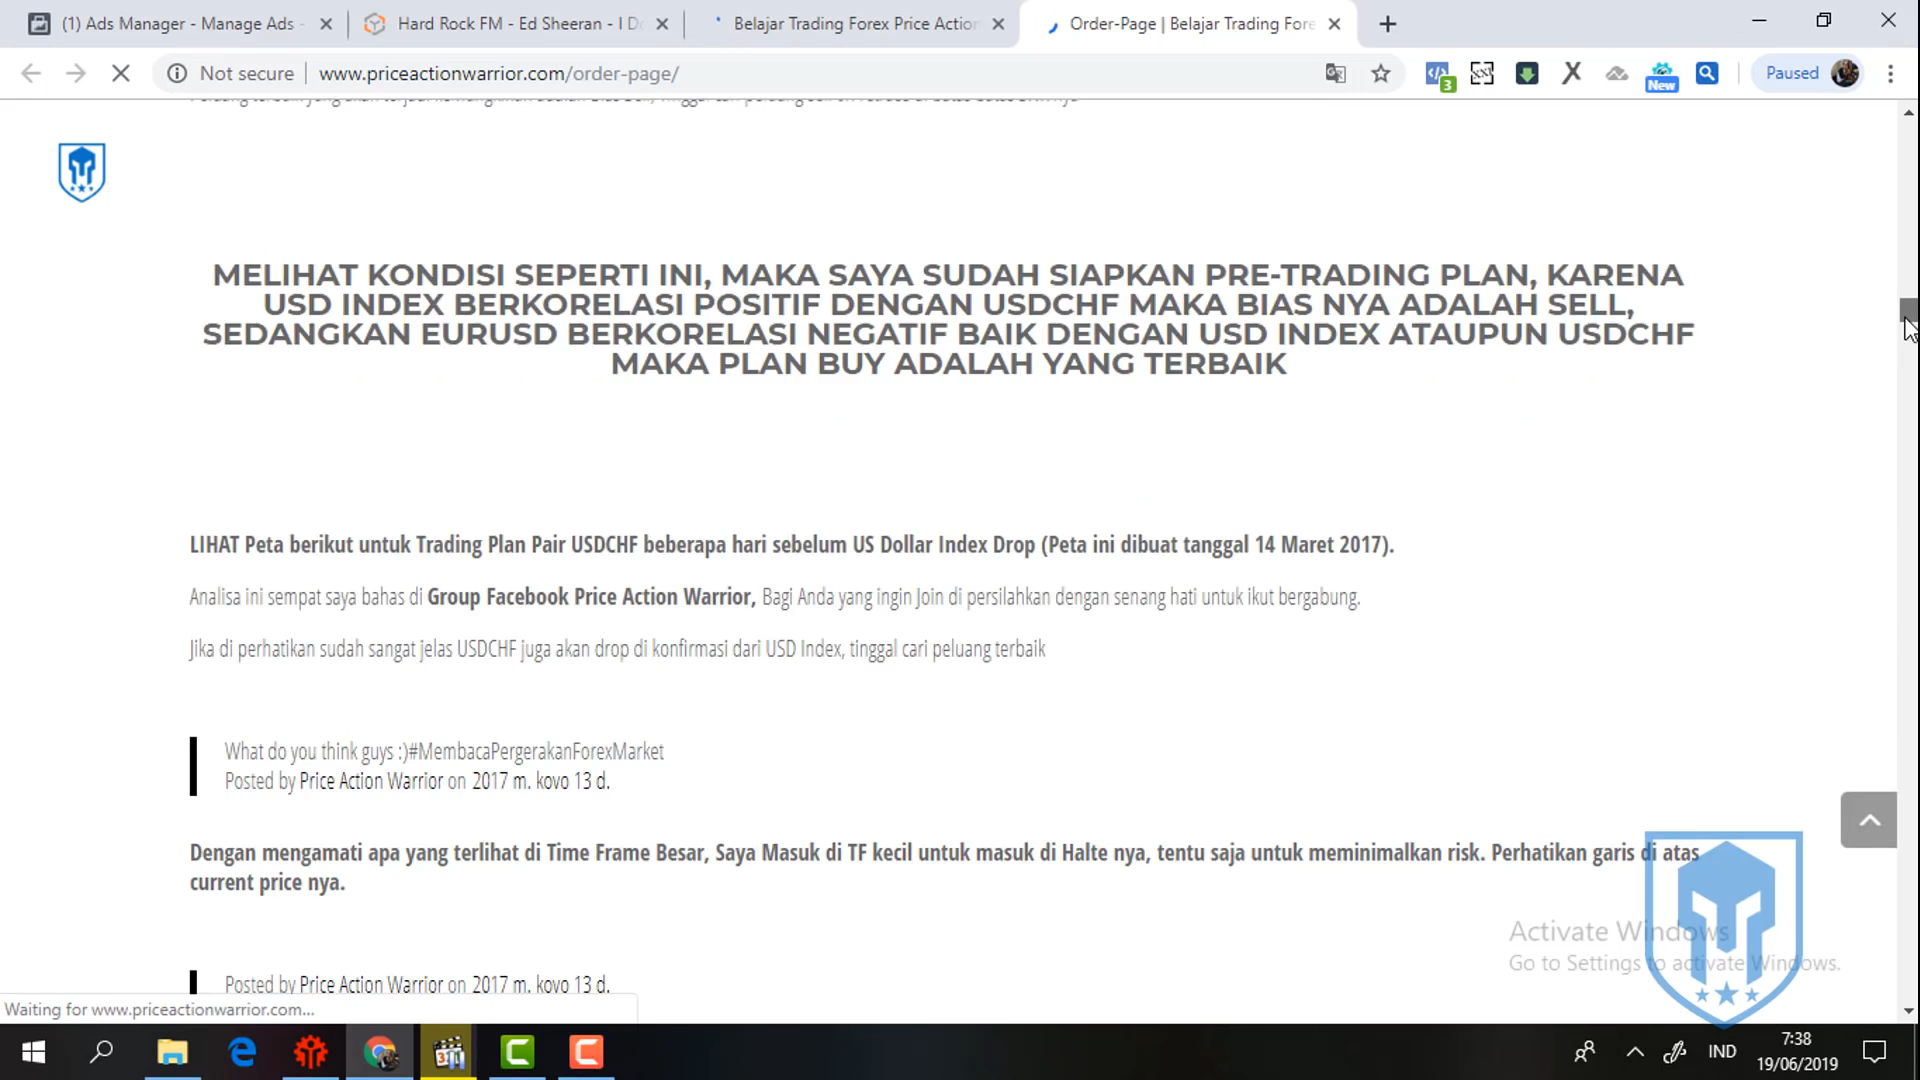 (1) Ads Manager - Manage Ads - 
Hard Rock FM - Ed Sheeran - I Do
Belajar Trading Forex Price Action
Order-Page | Belajar Trading Fore
Not secure
www.priceactionwarrior.com/order-page/
3
New
Paused
MELIHAT KONDISI SEPERTI INI, MAKA SAYA SUDAH SIAPKAN PRE-TRADING PLAN, KARENA
USD INDEX BERKORELASI POSITIF DENGAN USDCHF MAKA BIAS NYA ADALAH SELL,
SEDANGKAN EURUSD BERKORELASI NEGATIF BAIK DENGAN USD INDEX ATAUPUN USDCHF
MAKA PLAN BUY ADALAH YANG TERBAIK
LIHAT Peta berikut untuk Trading Plan Pair USDCHF beberapa hari sebelum US Dollar Index Drop (Peta ini dibuat tanggal 14 Maret 2017).
Analisa ini sempat saya bahas di Group Facebook Price Action Warrior, Bagi Anda yang ingin Join di persilahkan dengan senang hati untuk ikut bergabung.
Jika di perhatikan sudah sangat jelas USDCHF juga akan drop di konfirmasi dari USD Index, tinggal cari peluang terbaik
What do you think guys :)#MembacaPergerakanForexMarket
Posted by Price Action Warrior on 2017 m. kovo 13 d.
Dengan mengamati apa yang terlihat di Time Frame Besar, Saya Masuk di TF kecil untuk masuk di Halte nya, tentu saja untuk meminimalkan risk. Perhatikan garis di atas
current price nya.
Activate Windows
Go to Settings to activate Windows.
Posted by Price Action Warrior on 2017 m. kovo 13 d.
Waiting for www.priceactionwarrior.com...
IND
7:38
19/06/2019